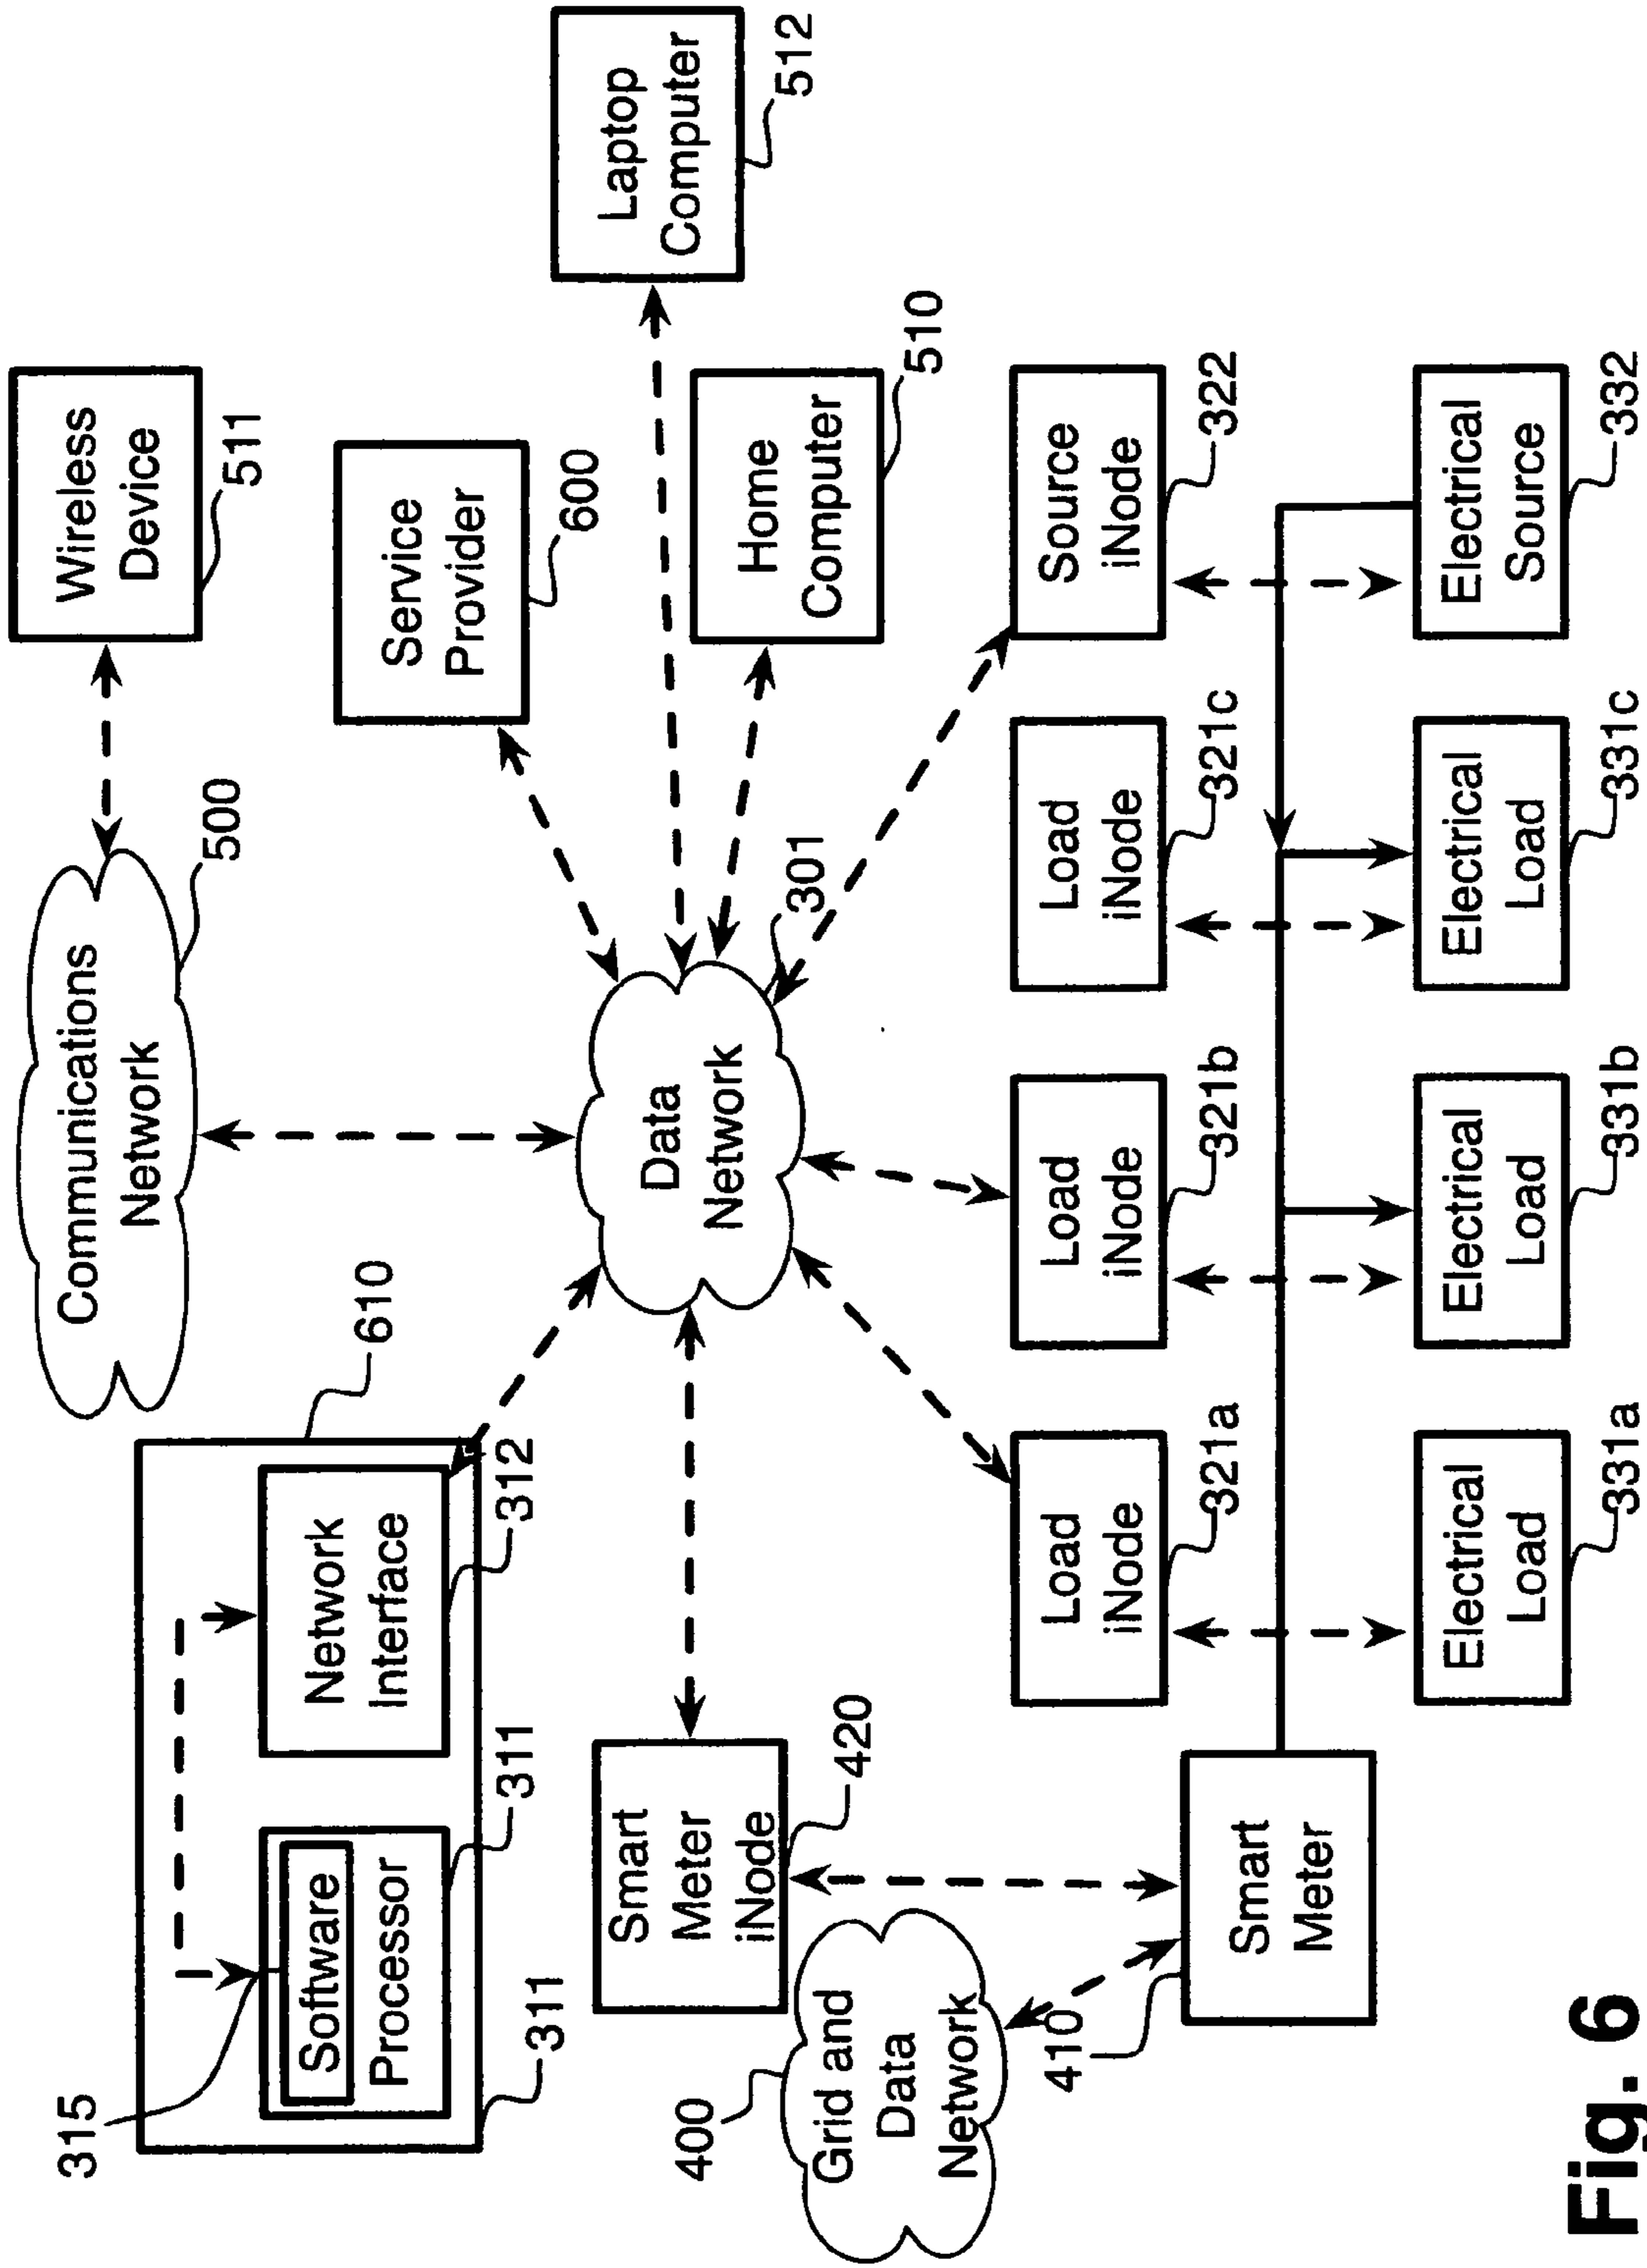 315
Software
Processor
311
311
Network
Interface
312
610
Communications
Network
500
Wireless
Device
511
Service
Provider
600
Laptop
Computer
512
Home
Computer
510
Data
Network
301
Smart
Meter
iNode
420
400
Grid and
Data
Network
410
Smart
Meter
Load
iNode
321a
Load
iNode
321b
Load
iNode
321c
Source
iNode
322
Electrical
Load
331a
Electrical
Load
331b
Electrical
Load
331c
Electrical
Source
332
Fig. 6